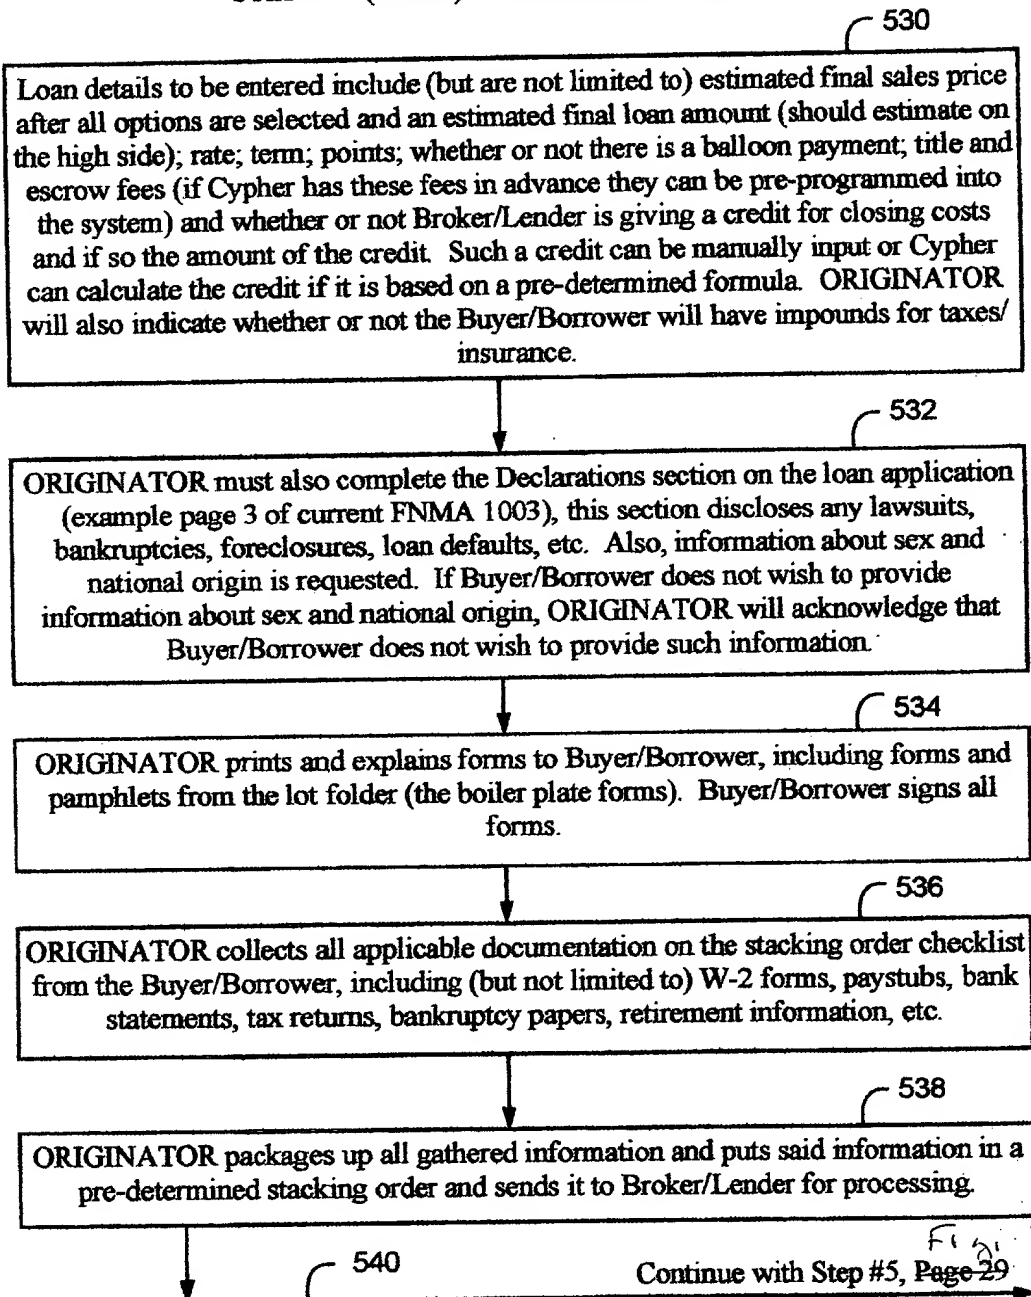 530
Loan details to be entered include (but are not limited to) estimated final sales price
after all options are selected and an estimated final loan amount (should estimate on
the high side); rate; term; points; whether or not there is a balloon payment; title and
escrow fees (if Cypher has these fees in advance they can be pre-programmed into
the system) and whether or not Broker/Lender is giving a credit for closing costs
and if so the amount of the credit. Such a credit can be manually input or Cypher
can calculate the credit if it is based on a pre-determined formula. ORIGINATOR
will also indicate whether or not the Buyer/Borrower will have impounds for taxes/
insurance.
532
ORIGINATOR must also complete the Declarations section on the loan application
(example page 3 of current FNMA 1003), this section discloses any lawsuits,
bankruptcies, foreclosures, loan defaults, etc. Also, information about sex and
national origin is requested. If Buyer/Borrower does not wish to provide
information about sex and national origin, ORIGINATOR will acknowledge that
Buyer/Borrower does not wish to provide such information.
534
ORIGINATOR prints and explains forms to Buyer/Borrower, including forms and
pamphlets from the lot folder (the boiler plate forms). Buyer/Borrower signs all
forms.
536
ORIGINATOR collects all applicable documentation on the stacking order checklist
from the Buyer/Borrower, including (but not limited to) W-2 forms, paystubs, bank
statements, tax returns, bankruptcy papers, retirement information, etc.
538
ORIGINATOR packages up all gathered information and puts said information in a
pre-determined stacking order and sends it to Broker/Lender for processing.
540
Continue with Step #5, Page 29